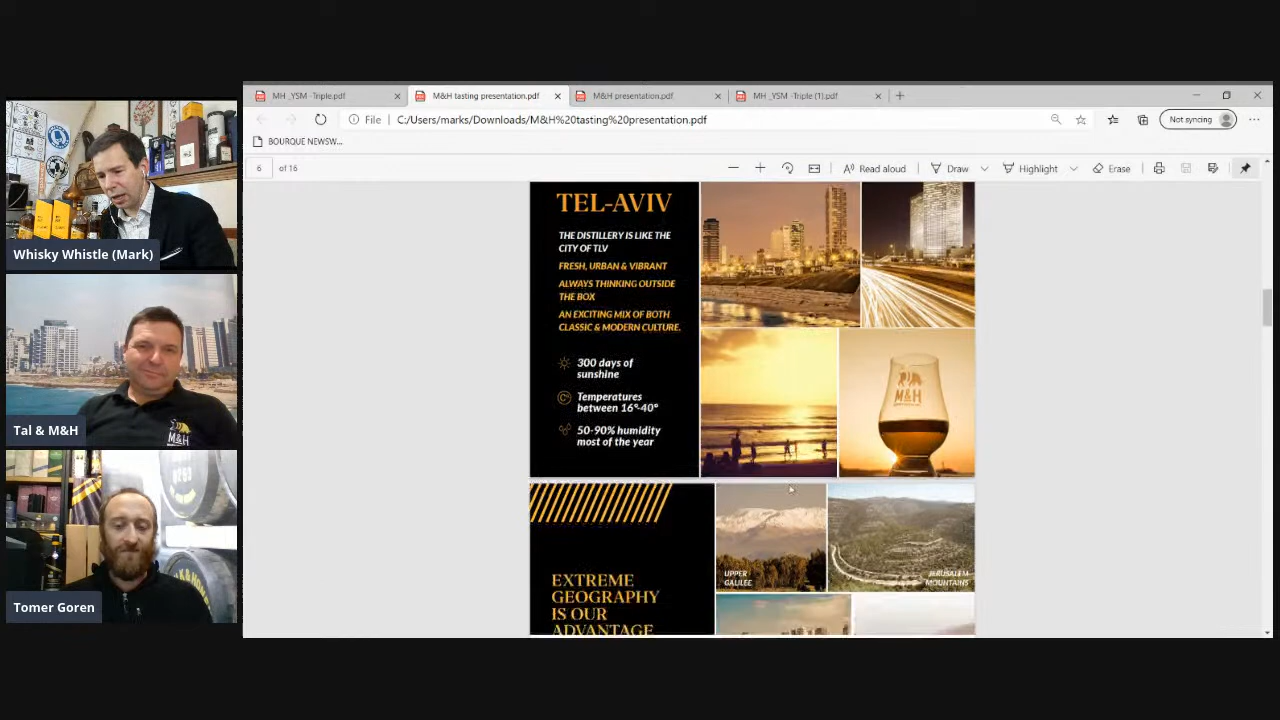 MH _YSM -Triple.pdf
M&H tasting presentation.pdf
M&H presentation.pdf
MH _YSM -Triple (1).pdf
File
C:/Users/marks/Downloads/M&H%20tasting%20presentation.pdf
Not syncing
BOURQUE NEWSW...
6 of 16
Read aloud
Draw
Highlight
Erase
Whisky Whistle (Mark)
M&H
Tal & M&H
Tomer Goren
TEL-AVIV
THE DISTILLERY IS LIKE THE
CITY OF TLV
FRESH, URBAN & VIBRANT
ALWAYS THINKING OUTSIDE
THE BOX
AN EXCITING MIX OF BOTH
CLASSIC & MODERN CULTURE.
300 days of
sunshine
Temperatures
between 16°-40°
50-90% humidity
most of the year
M&H
EXTREME
GEOGRAPHY
IS OUR
ADVANTAGE
UPPER
GALILEE
JERUSALEM
MOUNTAINS